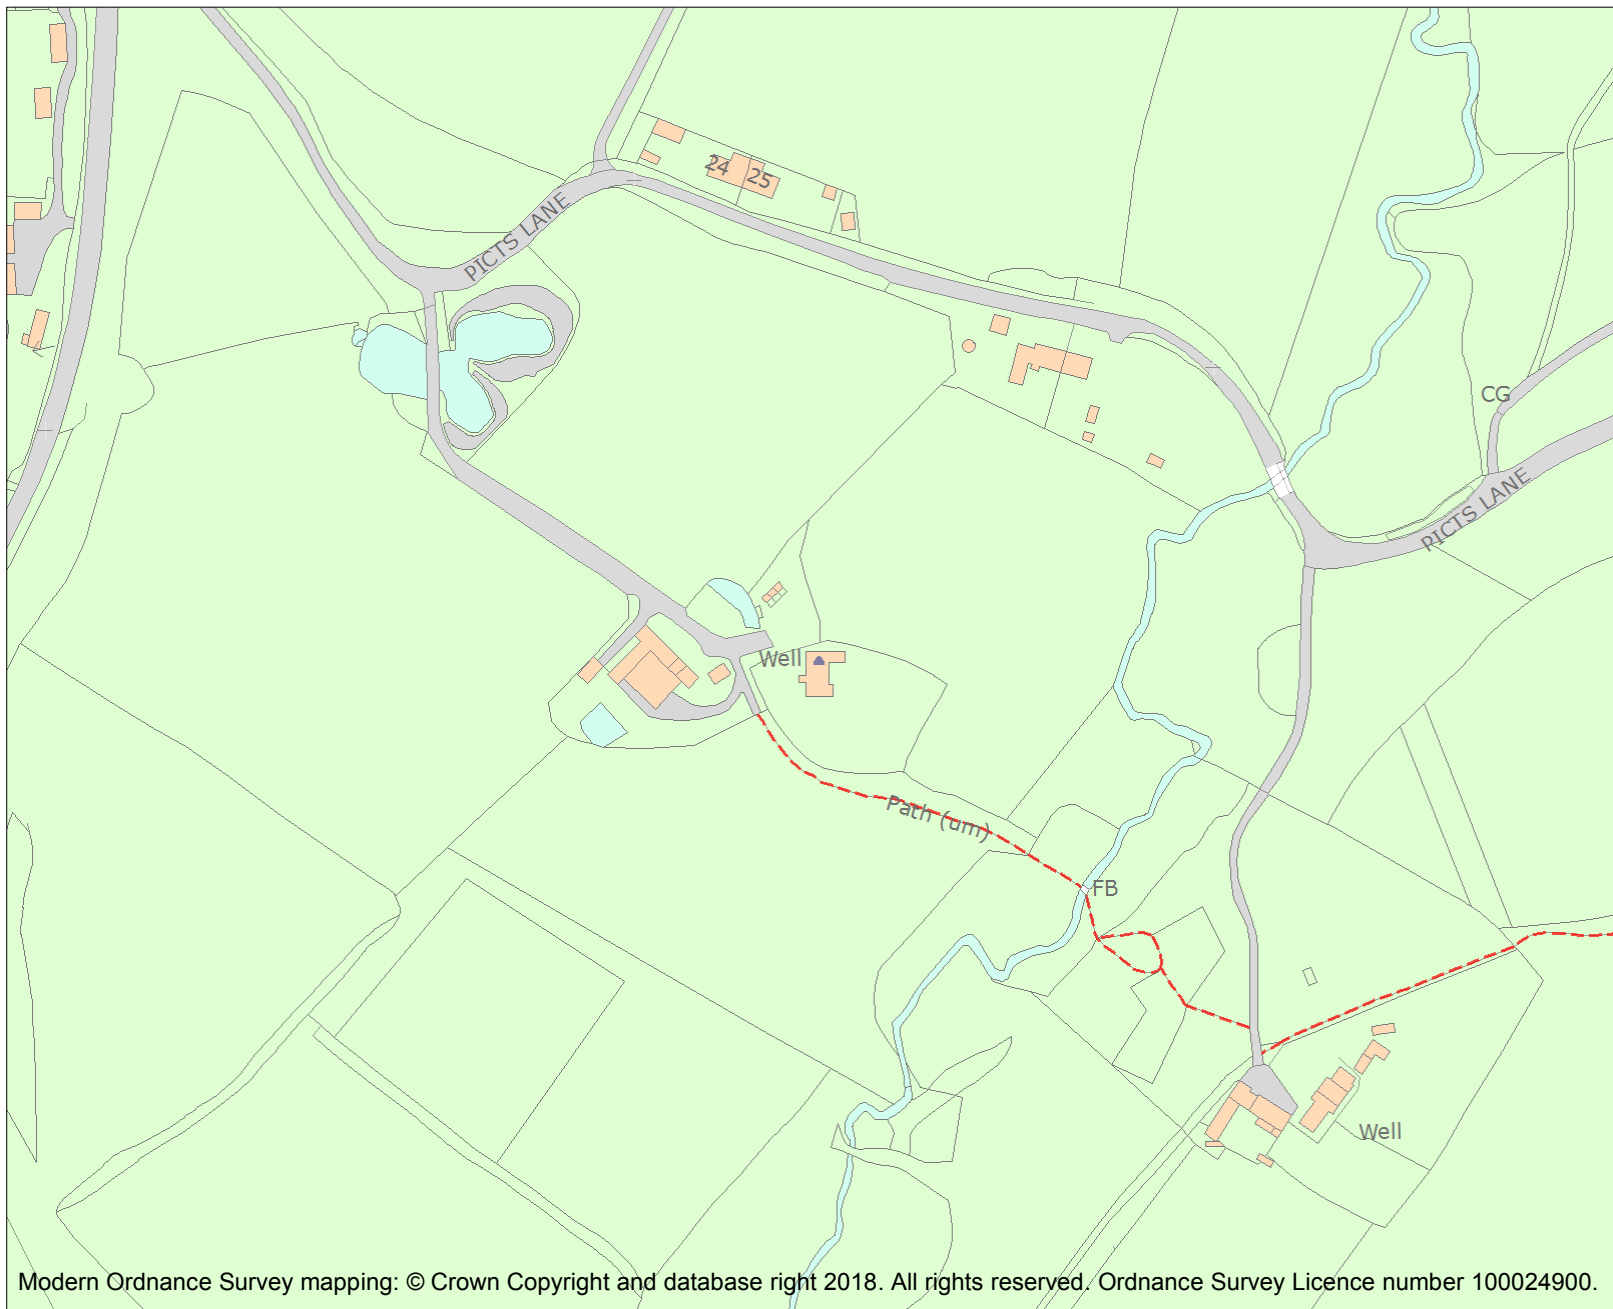 24
25
PICTS LANE
CG
PICTS LANE
Well
Path (um)
FB
Well
Modern Ordnance Survey mapping: © Crown Copyright and database right 2018. All rights reserved. Ordnance Survey Licence number 100024900.